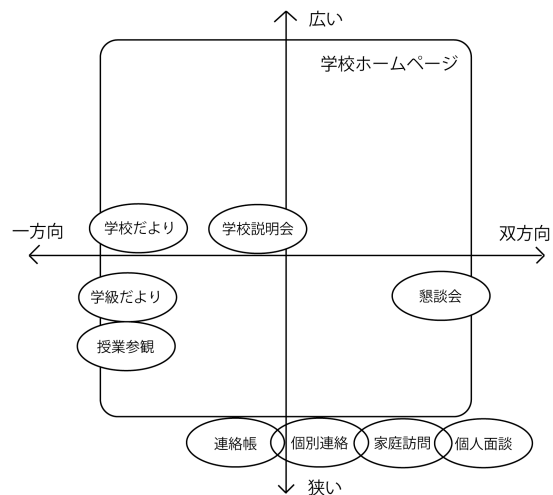 広い
学校ホームページ
学校だより
学校説明会
一方向
双方向
学級だより
懇談会
授業参観
連絡帳
個別連絡
家庭訪問
個人面談
狭い